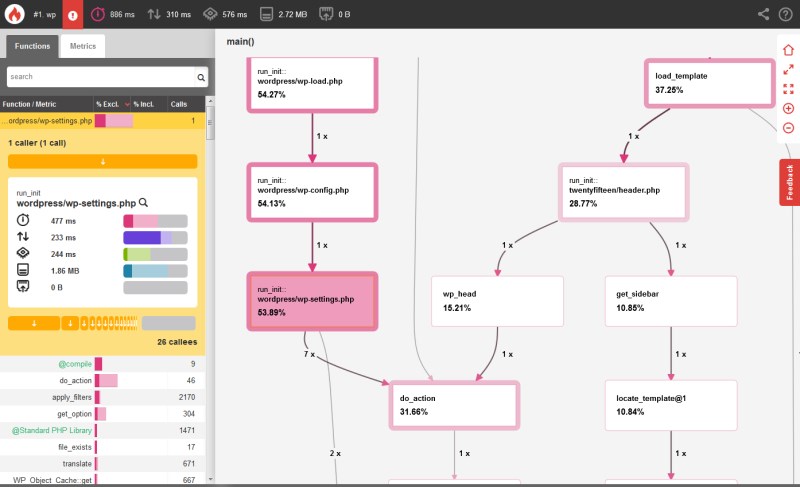 #1. wp
886 ms
310 ms
576 ms
2.72 MB
0 B
Functions
Metrics
search
Function / Metric
% Excl.
% Incl.
Calls
...ordpress/wp-settings.php
1
1 caller (1 call)
run_init
wordpress/wp-settings.php
477 ms
233 ms
244 ms
1.86 MB
0 B
26 callees
@compile 9
do_action 46
apply_filters 2170
get_option 304
@Standard PHP Library 1471
file_exists 17
translate 671
WP_Object_Cache::get 667
main()
run_init::
wordpress/wp-load.php
54.27%
1 x
run_init::
wordpress/wp-config.php
54.13%
1 x
run_init::
wordpress/wp-settings.php
53.89%
7 x
2 x
load_template
37.25%
1 x
run_init::
twentyfifteen/header.php
28.77%
1 x
1 x
wp_head
15.21%
1 x
get_sidebar
10.85%
1 x
do_action
31.66%
1 x
locate_template@1
10.84%
1 x
Feedback